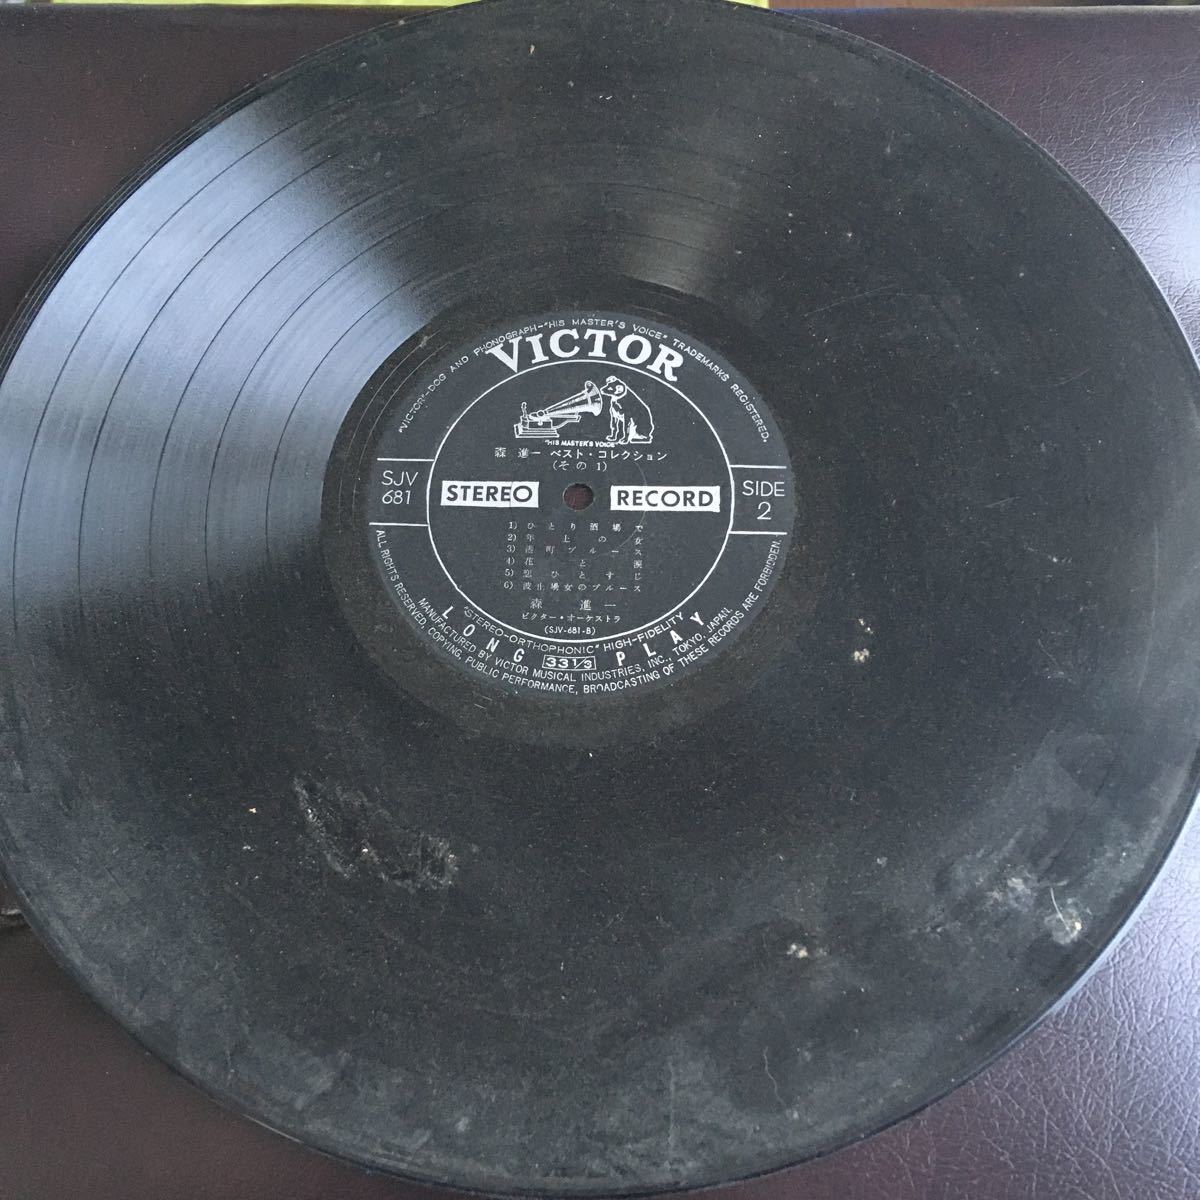 "VICTOR"-DOG AND PHONOGRAPH-"HIS MASTER'S VOICE" TRADEMARKS REGISTERED.
VICTOR
"HIS MASTER'S VOICE"
森 進一 ベスト・コレクション
(その1)
SJV
681
STEREO
RECORD
SIDE
2
1) ひとり酒場で
2) 年上の女
3) 港町ブルース
4) 花と涙
5) 恋ひとすじ
6) 波止場女のブルース
森 進一
ビクター・オーケストラ
(SJV-681-B)
"STEREO-ORTHOPHONIC" HIGH-FIDELITY
LONG 33 1/3 PLAY
MANUFACTURED BY VICTOR MUSICAL INDUSTRIES, INC., TOKYO, JAPAN.
ALL RIGHTS RESERVED, COPYING, PUBLIC PERFORMANCE, BROADCASTING OF THESE RECORDS ARE FORBIDDEN.